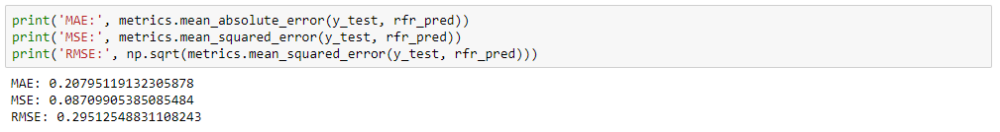 print('MAE:', metrics.mean_absolute_error(y_test, rfr_pred))
print('MSE:', metrics.mean_squared_error(y_test, rfr_pred))
print('RMSE:', np.sqrt(metrics.mean_squared_error(y_test, rfr_pred)))
MAE: 0.20795119132305878
MSE: 0.08709905385085484
RMSE: 0.29512548831108243